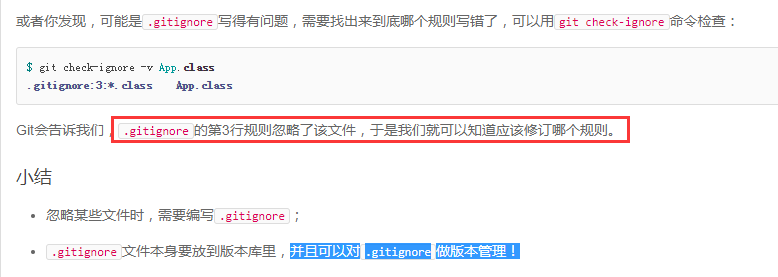 或者你发现，可能是.gitignore写得有问题，需要找出来到底哪个规则写错了，可以用git check-ignore命令检查：
$ git check-ignore -v App.class
.gitignore:3:*.class    App.class
Git会告诉我们，.gitignore的第3行规则忽略了该文件，于是我们就可以知道应该修订哪个规则。
小结
• 忽略某些文件时，需要编写.gitignore；
• .gitignore文件本身要放到版本库里，并且可以对.gitignore做版本管理！